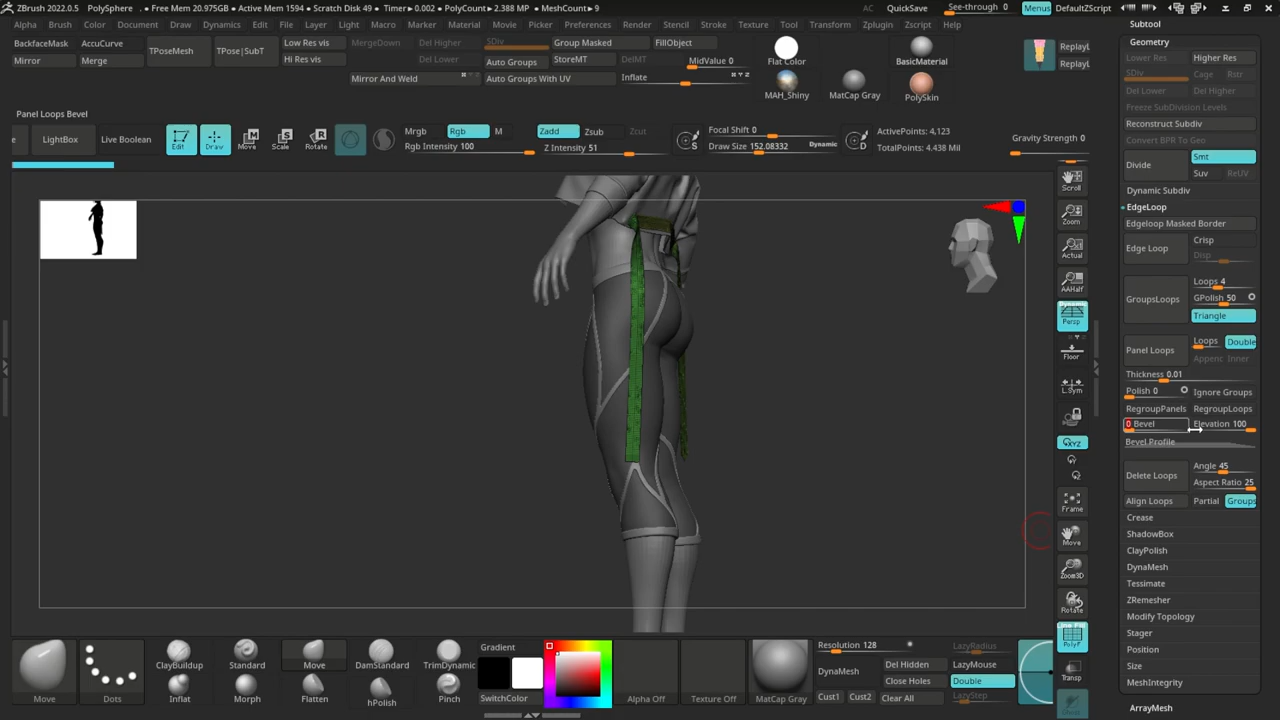 ZBrush 2022.0.5 PolySphere . • Free Mem 20.975GB • Active Mem 1594 • Scratch Disk 49 • Timer▸0.002 • PolyCount▸2.388 MP • MeshCount▸9 AC QuickSave See-through 0 Menus DefaultZScript
Alpha Brush Color Document Draw Dynamics Edit File Layer Light Macro Marker Material Movie Picker Preferences Render Stencil Stroke Texture Tool Transform Zplugin Zscript Help
BackfaceMask AccuCurve TPoseMesh TPose|SubT Low Res vis MergeDown Del Higher SDiv Group Masked FillObject
Mirror Merge Hi Res vis Del Lower Auto Groups StoreMT DelMT MidValue 0
Mirror And Weld Auto Groups With UV Inflate
Flat Color BasicMaterial
MAH_Shiny MatCap Gray PolySkin
ReplayL
ReplayL
Panel Loops Bevel
e LightBox Live Boolean Edit Draw Move Scale Rotate
Mrgb Rgb M Zadd Zsub Zcut
Rgb Intensity 100 Z Intensity 51
S Focal Shift 0
Draw Size 152.08332 Dynamic D
ActivePoints: 4,123
TotalPoints: 4.438 Mil
Gravity Strength 0
Scroll
Zoom
Actual
AAHalf
Persp
Floor
L.Sym
XYZ
Frame
Move
Zoom3D
Rotate
PolyF
Transp
Subtool
Geometry
Lower Res Higher Res
SDiv Cage Rstr
Del Lower Del Higher
Freeze SubDivision Levels
Reconstruct Subdiv
Convert BPR To Geo
Divide Smt
Suv ReUV
Dynamic Subdiv
EdgeLoop
Edgeloop Masked Border
Edge Loop Crisp
Disp
GroupsLoops Loops 4
GPolish 50
Triangle
Panel Loops Loops Double
Append Inner
Thickness 0.01
Polish 0 Ignore Groups
RegroupPanels RegroupLoops
0 Bevel Elevation 100
Bevel Profile
Delete Loops Angle 45
Aspect Ratio 25
Align Loops Partial Groups
Crease
ShadowBox
ClayPolish
DynaMesh
Tessimate
ZRemesher
Modify Topology
Stager
Position
Size
MeshIntegrity
ArrayMesh
Move Dots
ClayBuildup Standard Move DamStandard TrimDynamic
Inflat Morph Flatten hPolish Pinch
Gradient
SwitchColor
Alpha Off Texture Off MatCap Gray
Resolution 128
DynaMesh Del Hidden
Close Holes
Cust1 Cust2 Clear All
LazyRadius
LazyMouse
Double
LazyStep